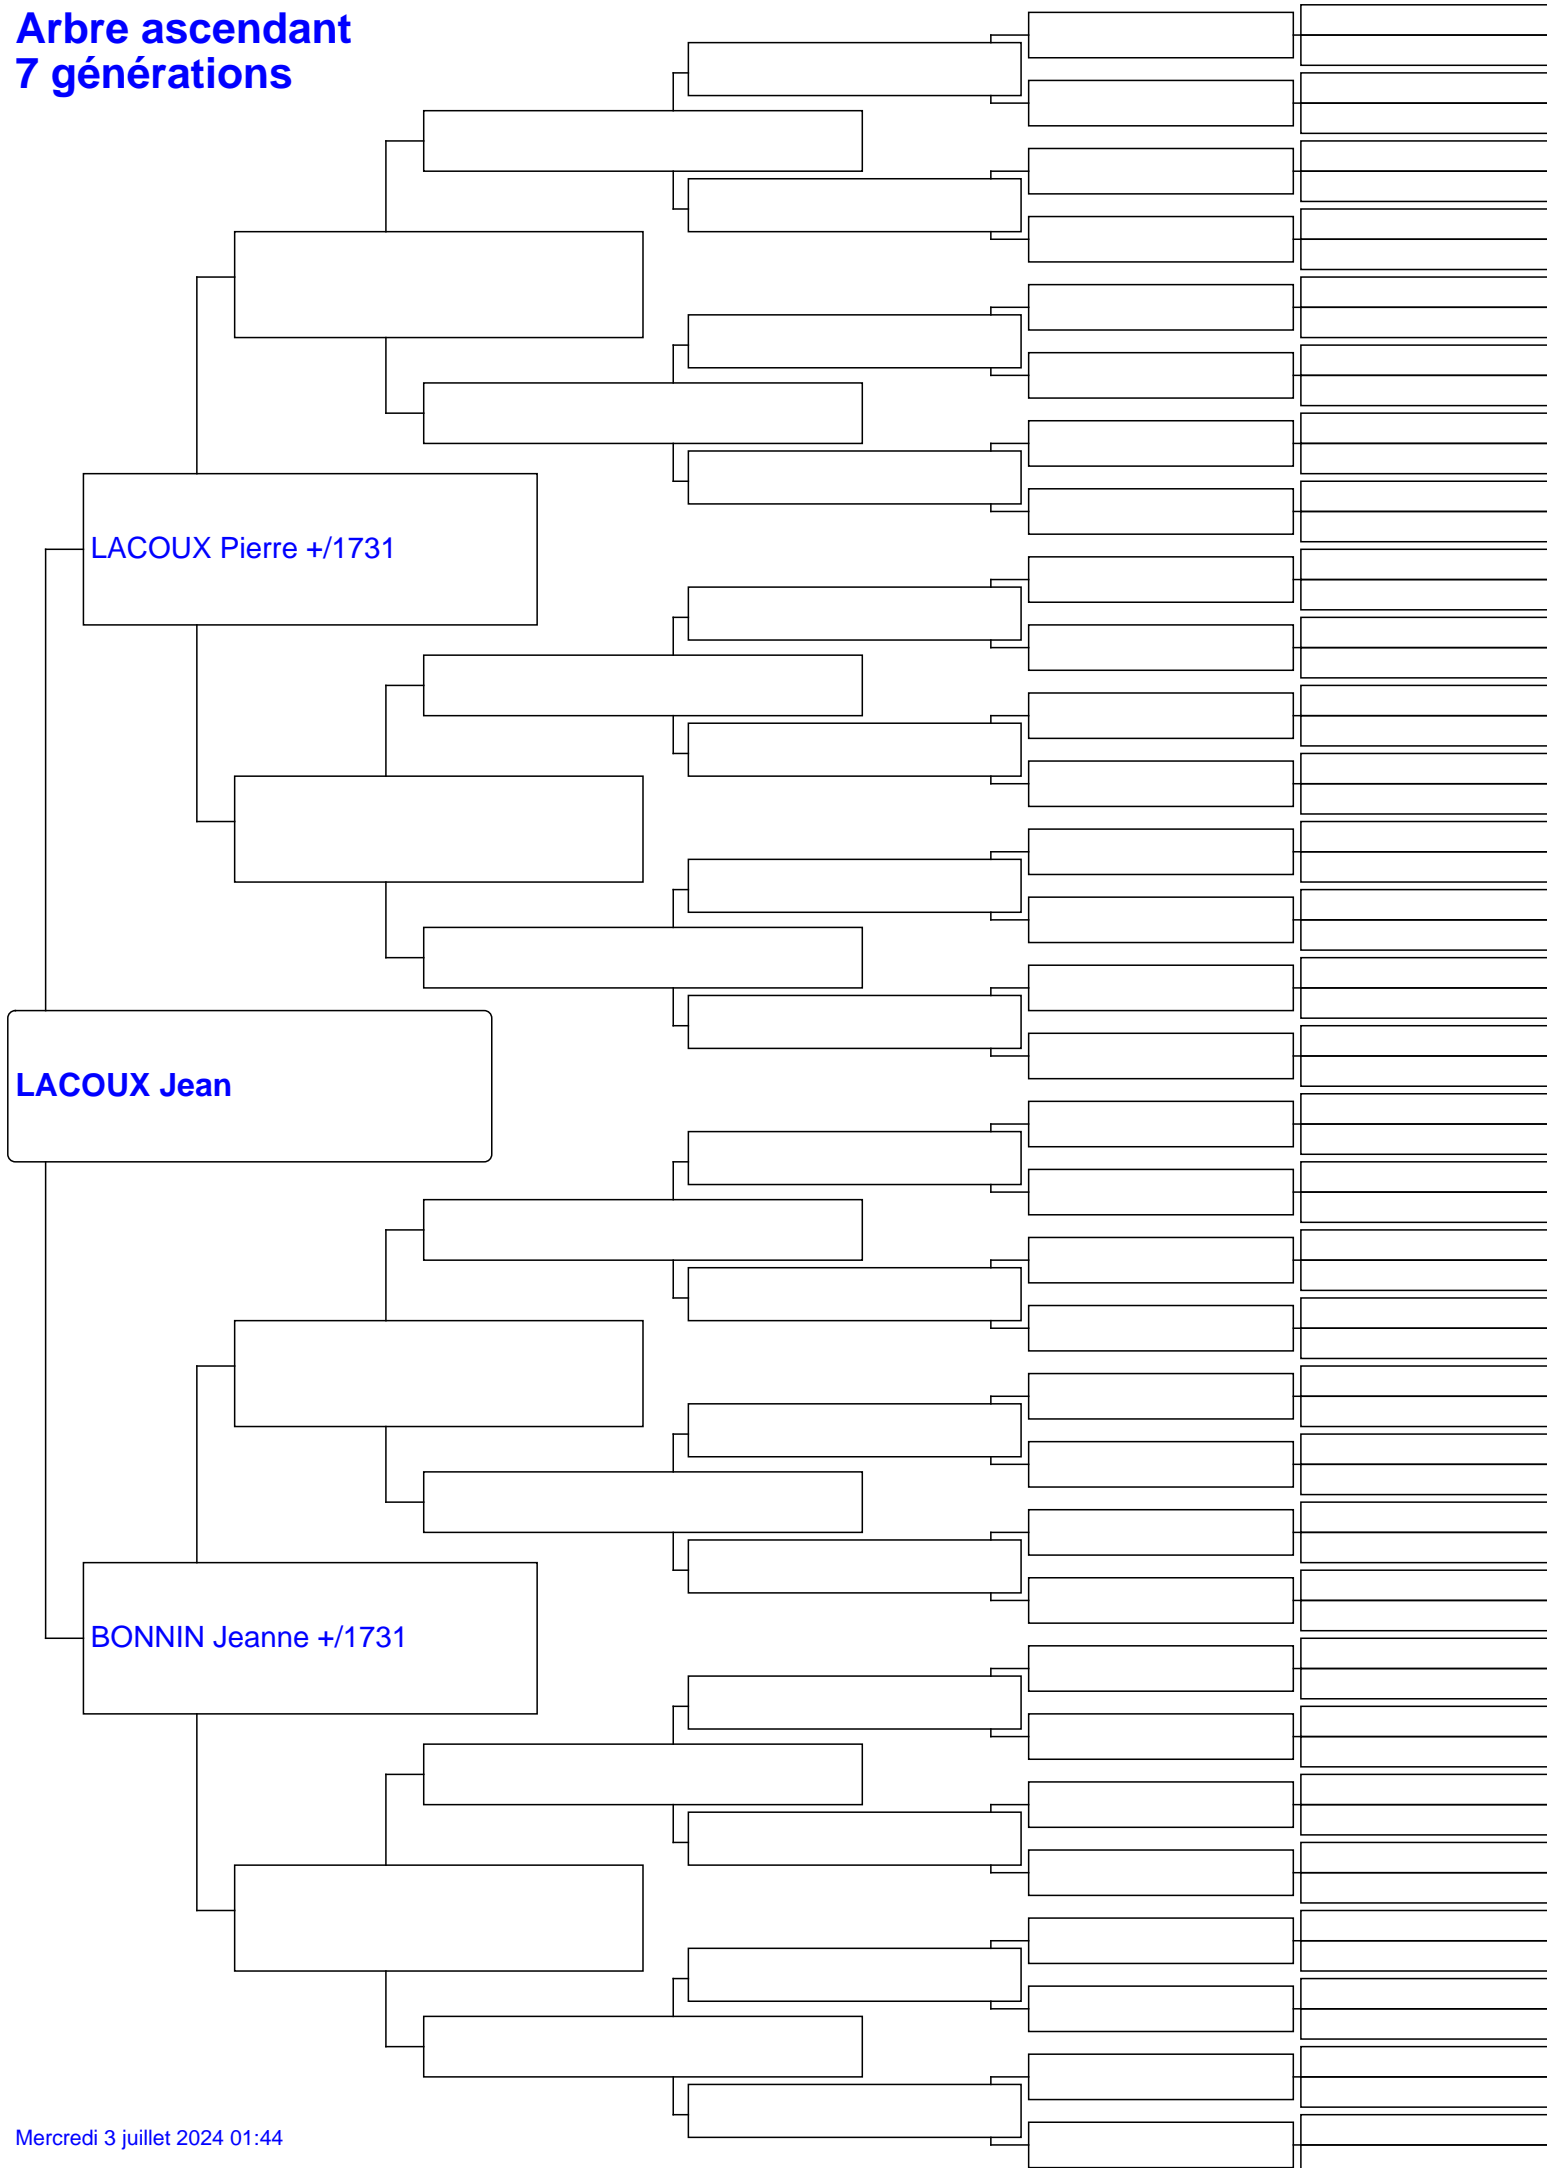 Arbre ascendant
7 générations
LACOUX Pierre +/1731
LACOUX Jean
BONNIN Jeanne +/1731
Mercredi 3 juillet 2024 01:44